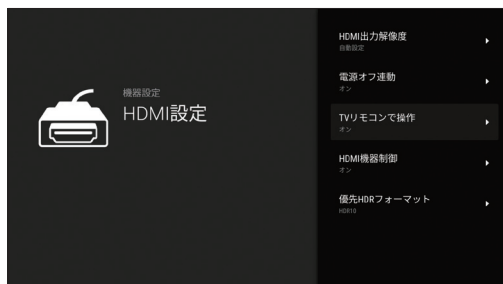 機器設定
HDMI設定
HDMI出力解像度
自動設定
電源オフ連動
オン
TVリモコンで操作
オン
HDMI機器制御
オン
優先HDRフォーマット
HDR10